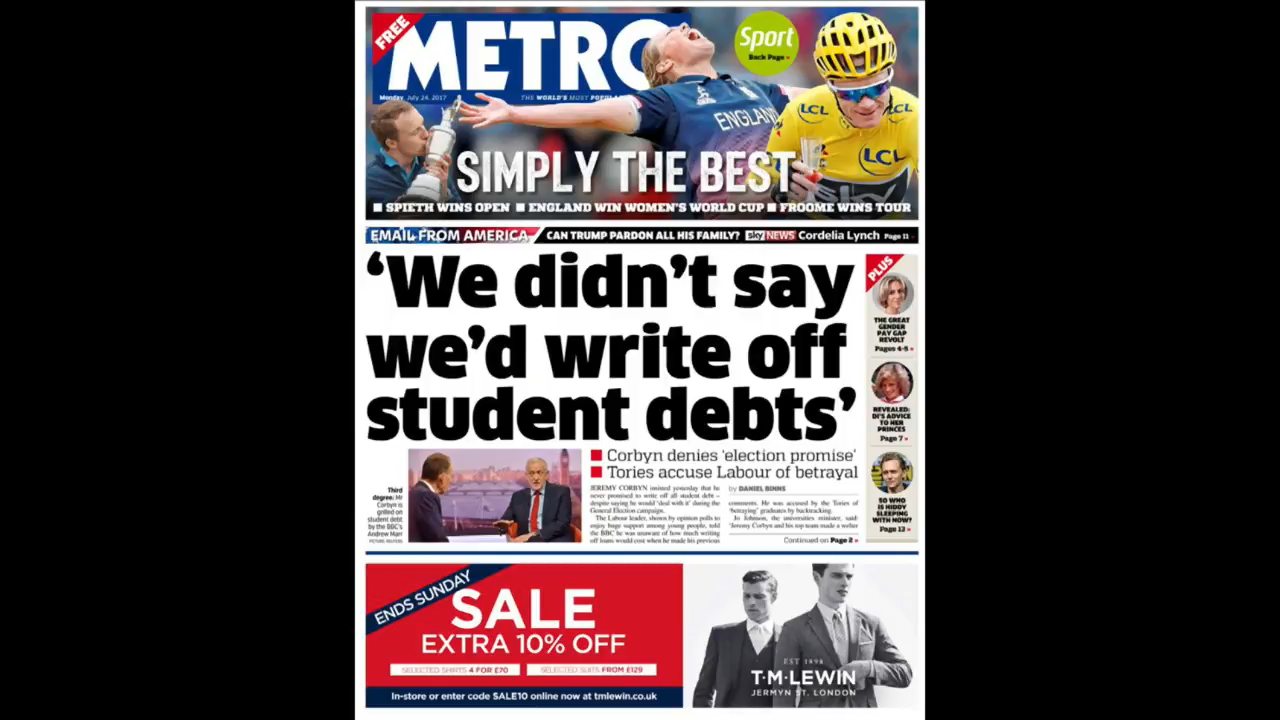 FREE
METRO
Monday July 24, 2017
THE WORLD'S MOST
Sport
Back Page »
ENGLAND
LCL
LCL
LCL
sky
SIMPLY THE BEST
■ SPIETH WINS OPEN ■ ENGLAND WIN WOMEN'S WORLD CUP ■ FROOME WINS TOUR
EMAIL FROM AMERICA CAN TRUMP PARDON ALL HIS FAMILY? sky NEWS Cordelia Lynch Page 11
‘We didn’t say
we’d write off
student debts’
■ Corbyn denies ‘election promise’
■ Tories accuse Labour of betrayal
Third
degree: Mr
Corbyn is
grilled on
student debt
by the BBC's
Andrew Marr
JEREMY CORBYN insisted yesterday that he
never promised to write off all student debt –
despite saying he would ‘deal with it’ during the
General Election campaign.
The Labour leader, shown by opinion polls to
enjoy huge support among young people, told
the BBC he was unaware of how much writing
off loans would cost when he made his previous
by DANIEL BINNS
comments. He was accused by the Tories of
‘betraying’ graduates by backtracking.
Jo Johnson, the universities minister, said:
‘Jeremy Corbyn and his top team made a
Continued on Page 2 »
PLUS
THE GREAT
GENDER
PAY GAP
REVOLT
Pages 4-5 »
REVEALED:
DI'S ADVICE
TO HER
PRINCES
Page 7 »
SO WHO
IS HIDDY
SLEEPING
WITH NOW?
Page 13 »
ENDS SUNDAY
SALE
EXTRA 10% OFF
SELECTED SHIRTS 4 FOR £70
SELECTED SUITS FROM £129
In-store or enter code SALE10 online now at tmlewin.co.uk
EST 1898
T·M·LEWIN
JERMYN ST. LONDON